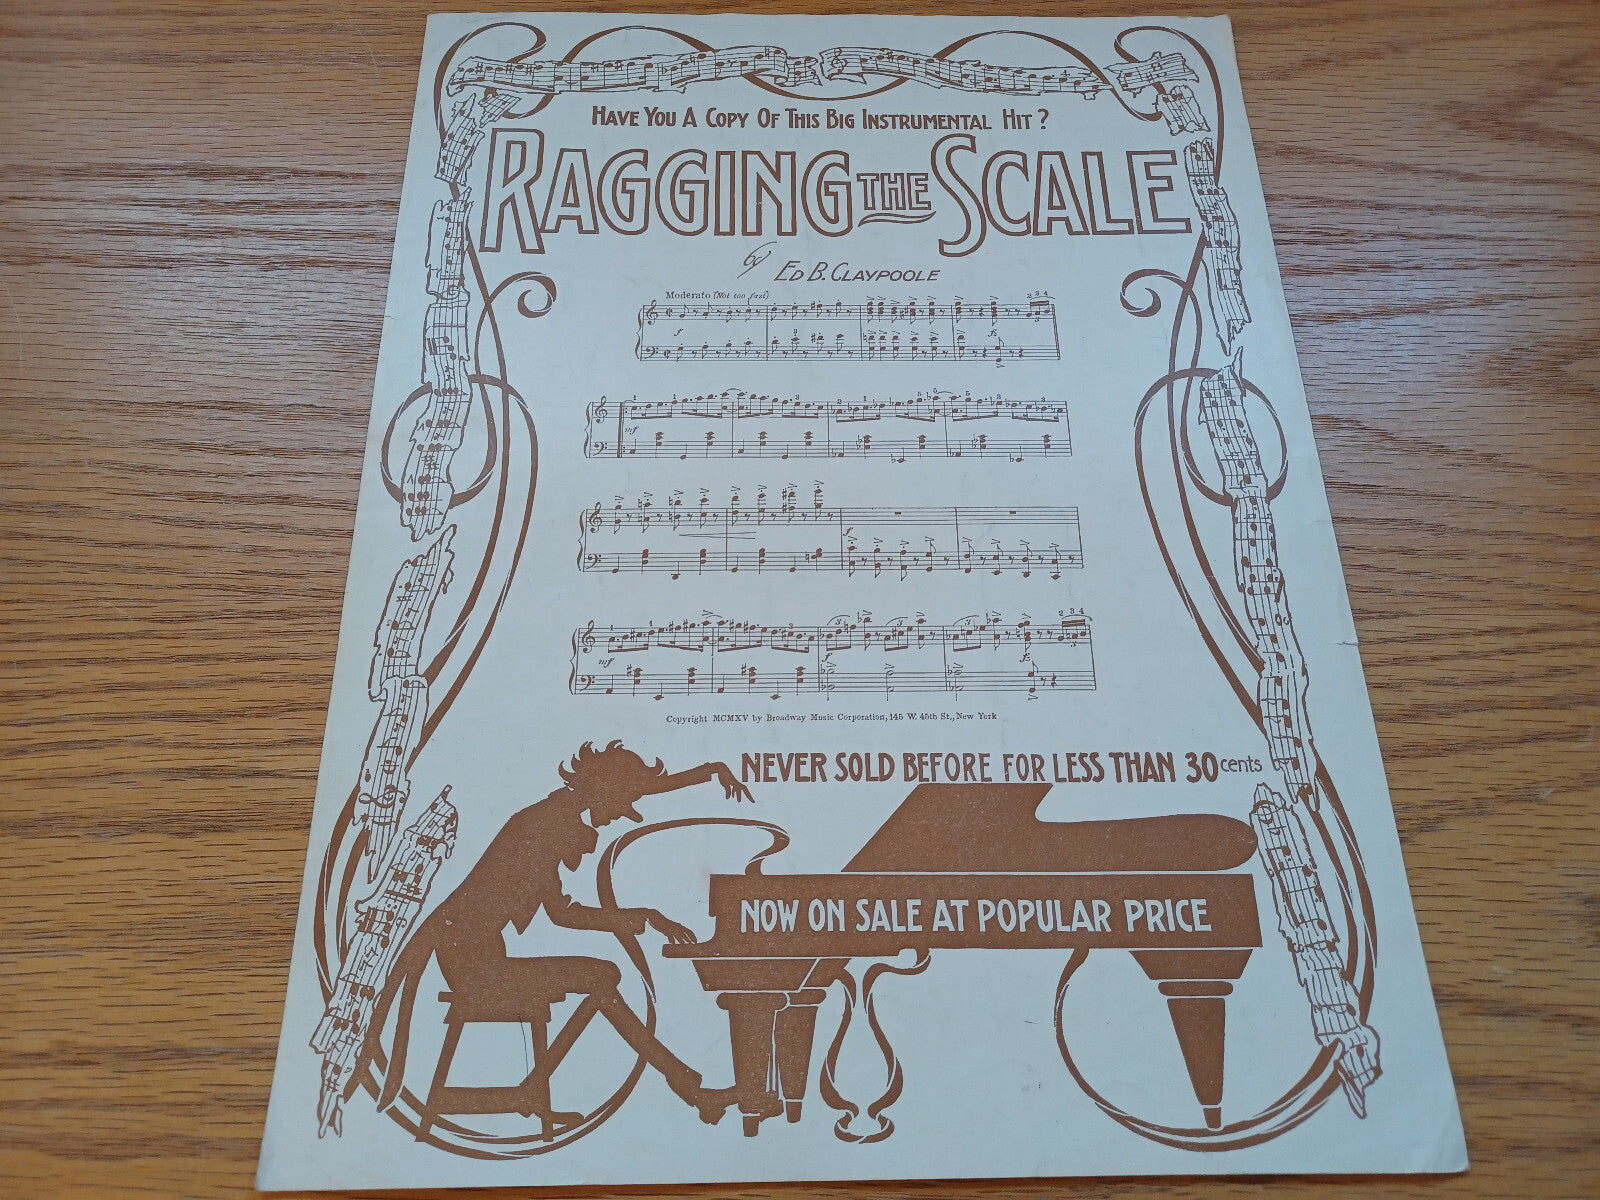 HAVE YOU A COPY OF THIS BIG INSTRUMENTAL HIT?
RAGGING THE SCALE
by ED B. CLAYPOOLE
Moderato (Not too fast)
Copyright MCMXV by Broadway Music Corporation, 145 W. 45th St., New York
NEVER SOLD BEFORE FOR LESS THAN 30 cents
NOW ON SALE AT POPULAR PRICE